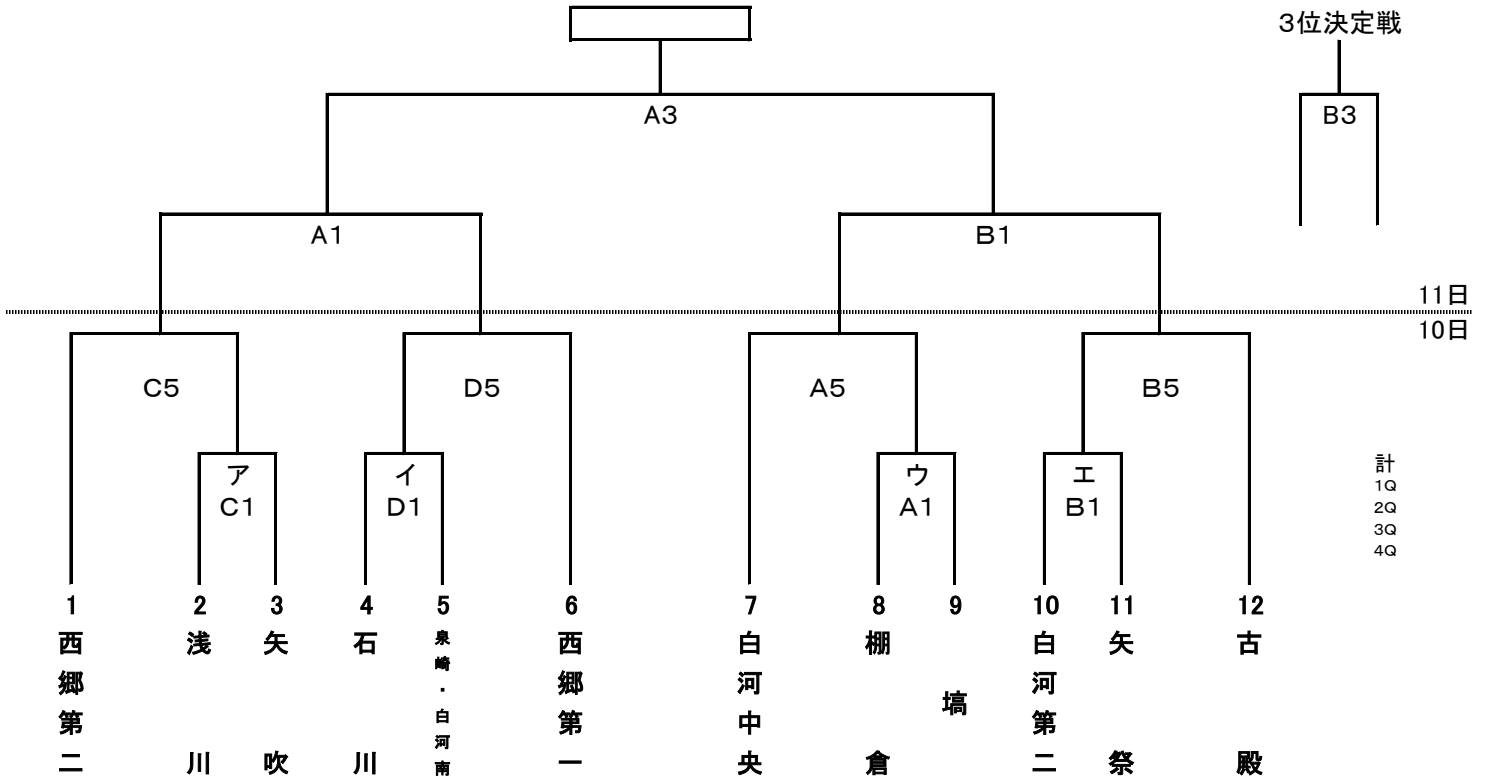 3位決定戦
A3
B3
A1
B1
11日
10日
C5
D5
A5
B5
ア
C1
イ
D1
ウ
A1
エ
B1
計
1Q
2Q
3Q
4Q
1
西郷第二
2
浅川
3
矢吹
4
石川
5
泉崎・白河南
6
西郷第一
7
白河中央
8
棚倉
9
塙
10
白河第二
11
矢祭
12
古殿